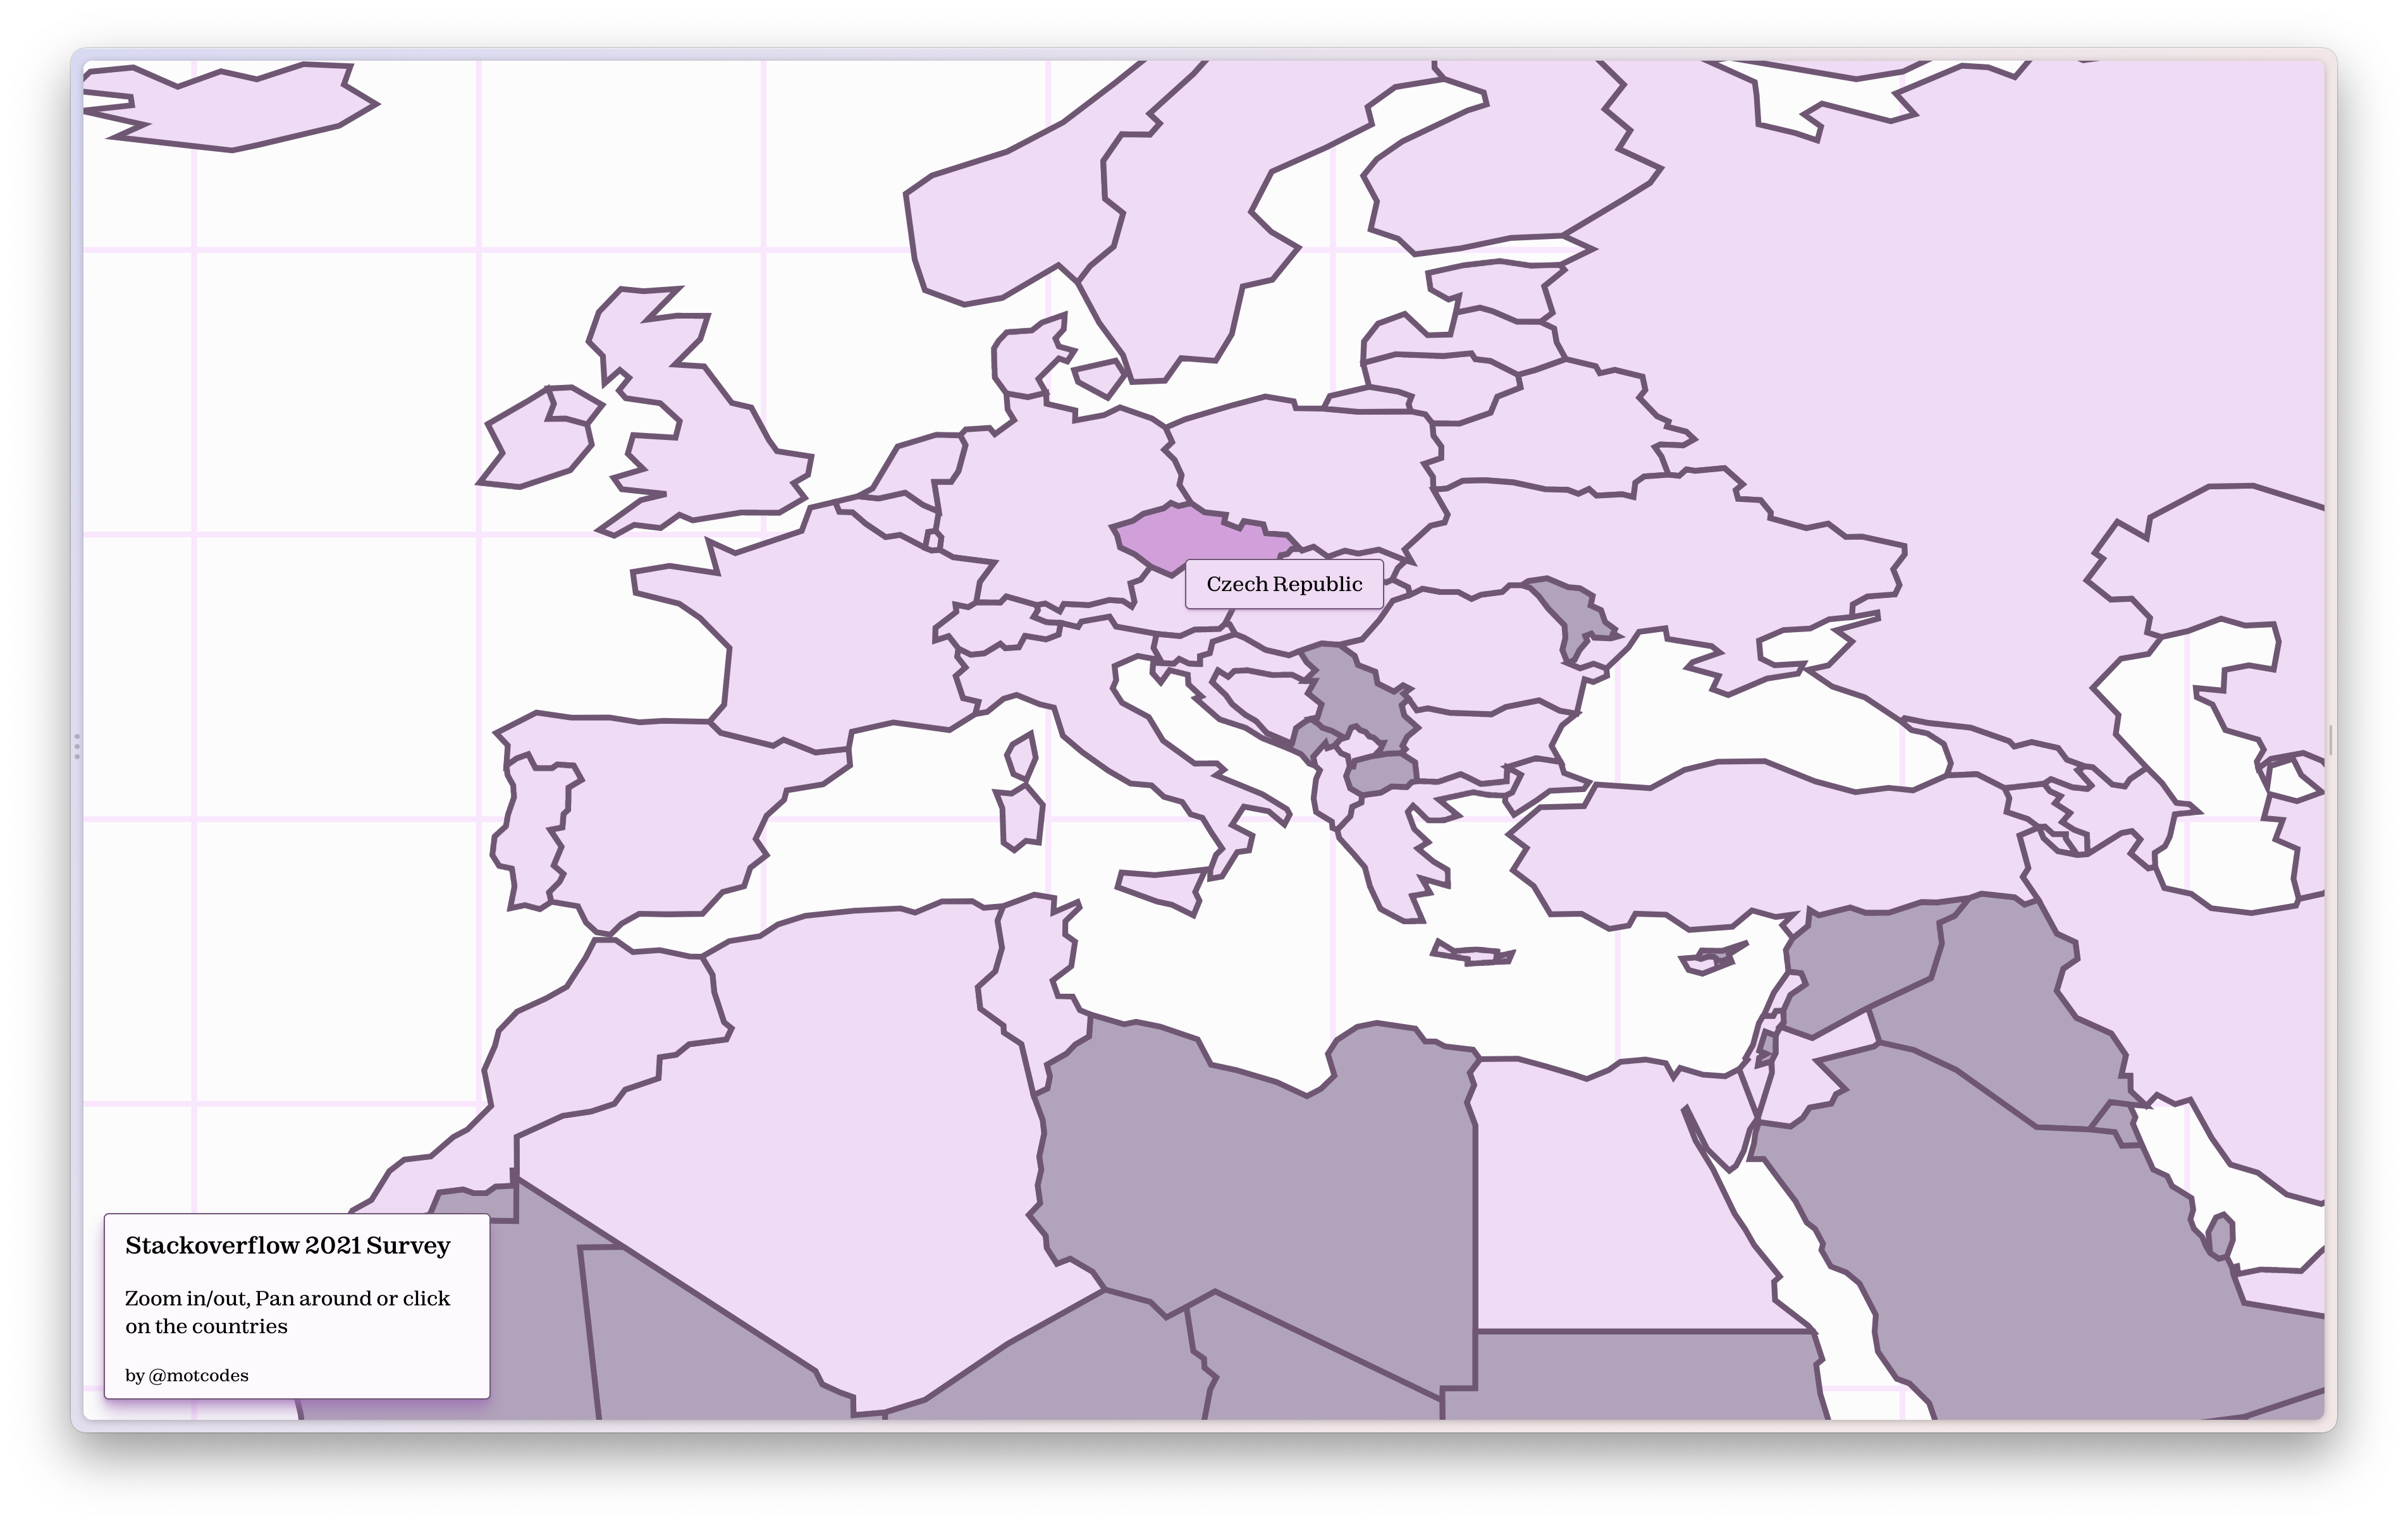 Czech Republic
Stackoverflow 2021 Survey
Zoom in/out, Pan around or click
on the countries
by @motcodes